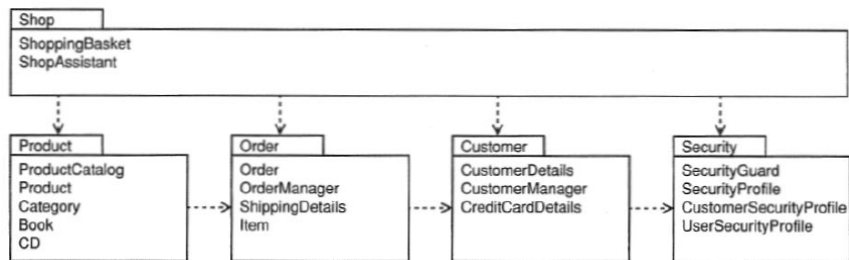 Shop
ShoppingBasket
ShopAssistant
Product
ProductCatalog
Product
Category
Book
CD
Order
Order
OrderManager
ShippingDetails
Item
Customer
CustomerDetails
CustomerManager
CreditCardDetails
Security
SecurityGuard
SecurityProfile
CustomerSecurityProfile
UserSecurityProfile